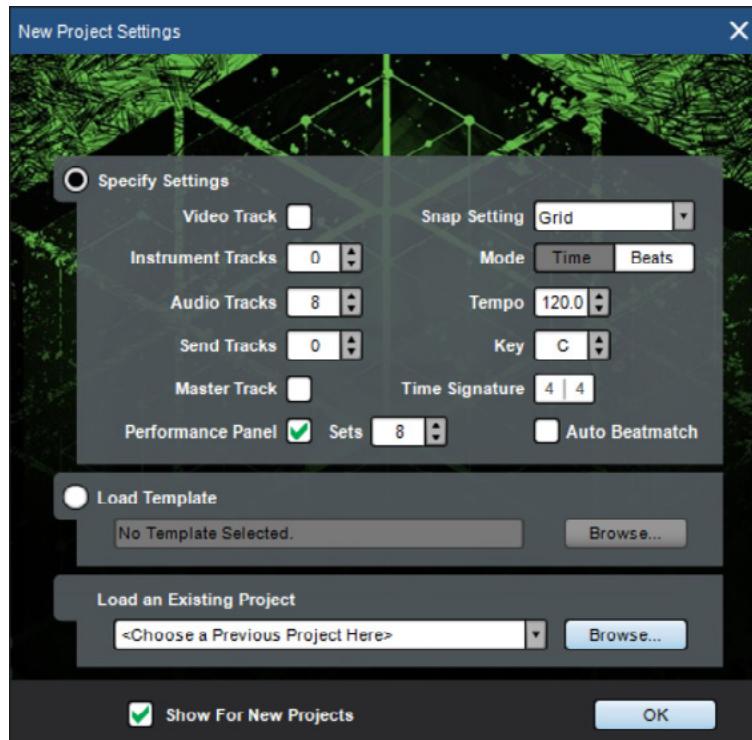 New Project Settings
Specify Settings
Video Track
Snap Setting Grid
Instrument Tracks 0
Mode Time Beats
Audio Tracks 8
Tempo 120.0
Send Tracks 0
Key C
Master Track
Time Signature 4 | 4
Performance Panel Sets 8
Auto Beatmatch
Load Template
No Template Selected. Browse...
Load an Existing Project
<Choose a Previous Project Here> Browse...
Show For New Projects OK